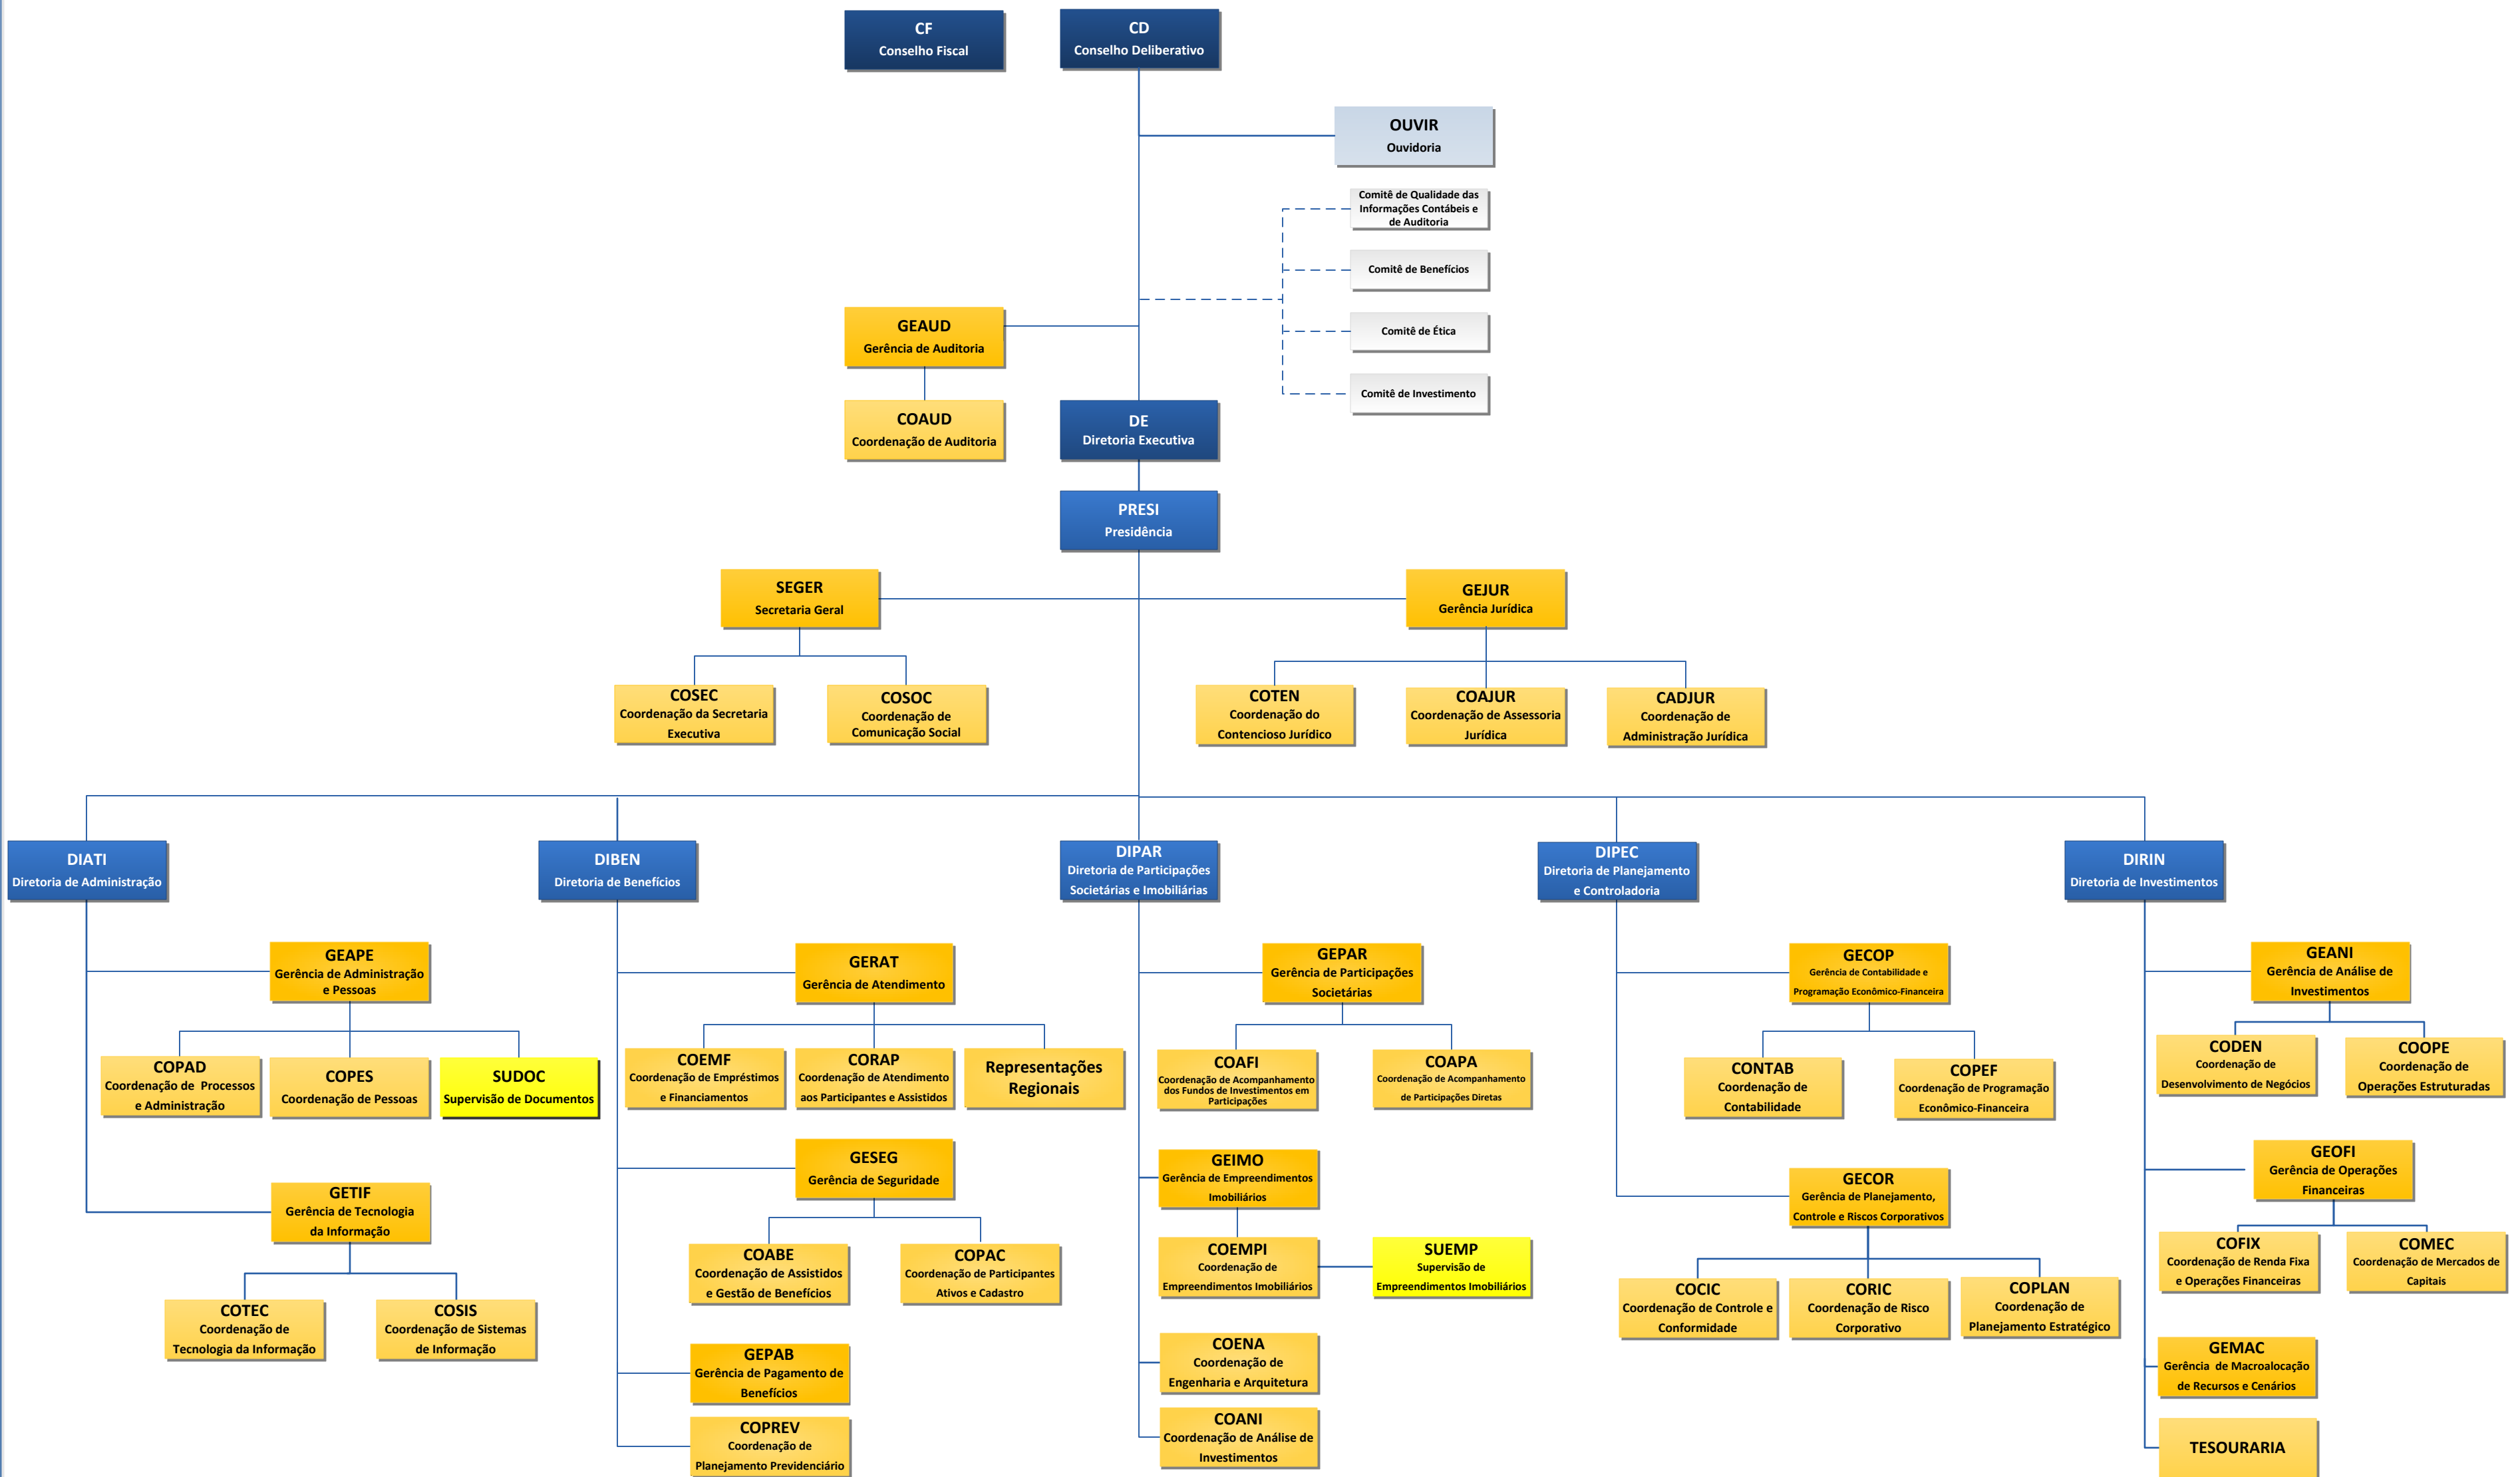 CF
Conselho Fiscal
CD
Conselho Deliberativo
OUVIR
Ouvidoria
Comitê de Qualidade das
Informações Contábeis e
de Auditoria
Comitê de Benefícios
Comitê de Ética
Comitê de Investimento
GEAUD
Gerência de Auditoria
COAUD
Coordenação de Auditoria
DE
Diretoria Executiva
PRESI
Presidência
SEGER
Secretaria Geral
GEJUR
Gerência Jurídica
COSEC
Coordenação da Secretaria
Executiva
COSOC
Coordenação de
Comunicação Social
COTEN
Coordenação do
Contencioso Jurídico
COAJUR
Coordenação de Assessoria
Jurídica
CADJUR
Coordenação de
Administração Jurídica
DIATI
Diretoria de Administração
DIBEN
Diretoria de Benefícios
DIPAR
Diretoria de Participações
Societárias e Imobiliárias
DIPEC
Diretoria de Planejamento
e Controladoria
DIRIN
Diretoria de Investimentos
GEAPE
Gerência de Administração
e Pessoas
COPAD
Coordenação de Processos
e Administração
COPES
Coordenação de Pessoas
SUDOC
Supervisão de Documentos
GETIF
Gerência de Tecnologia
da Informação
COTEC
Coordenação de
Tecnologia da Informação
COSIS
Coordenação de Sistemas
de Informação
GERAT
Gerência de Atendimento
COEMF
Coordenação de Empréstimos
e Financiamentos
CORAP
Coordenação de Atendimento
aos Participantes e Assistidos
Representações
Regionais
GESEG
Gerência de Seguridade
COABE
Coordenação de Assistidos
e Gestão de Benefícios
COPAC
Coordenação de Participantes
Ativos e Cadastro
GEPAB
Gerência de Pagamento de
Benefícios
COPREV
Coordenação de
Planejamento Previdenciário
GEPAR
Gerência de Participações
Societárias
COAFI
Coordenação de Acompanhamento
dos Fundos de Investimentos em
Participações
COAPA
Coordenação de Acompanhamento
de Participações Diretas
GEIMO
Gerência de Empreendimentos
Imobiliários
COEMPI
Coordenação de
Empreendimentos Imobiliários
SUEMP
Supervisão de
Empreendimentos Imobiliários
COENA
Coordenação de
Engenharia e Arquitetura
COANI
Coordenação de Análise de
Investimentos
GECOP
Gerência de Contabilidade e
Programação Econômico-Financeira
CONTAB
Coordenação de
Contabilidade
COPEF
Coordenação de Programação
Econômico-Financeira
GECOR
Gerência de Planejamento,
Controle e Riscos Corporativos
COCIC
Coordenação de Controle e
Conformidade
CORIC
Coordenação de Risco
Corporativo
COPLAN
Coordenação de
Planejamento Estratégico
GEANI
Gerência de Análise de
Investimentos
CODEN
Coordenação de
Desenvolvimento de Negócios
COOPE
Coordenação de
Operações Estruturadas
GEOFI
Gerência de Operações
Financeiras
COFIX
Coordenação de Renda Fixa
e Operações Financeiras
COMEC
Coordenação de Mercados de
Capitais
GEMAC
Gerência de Macroalocação
de Recursos e Cenários
TESOURARIA